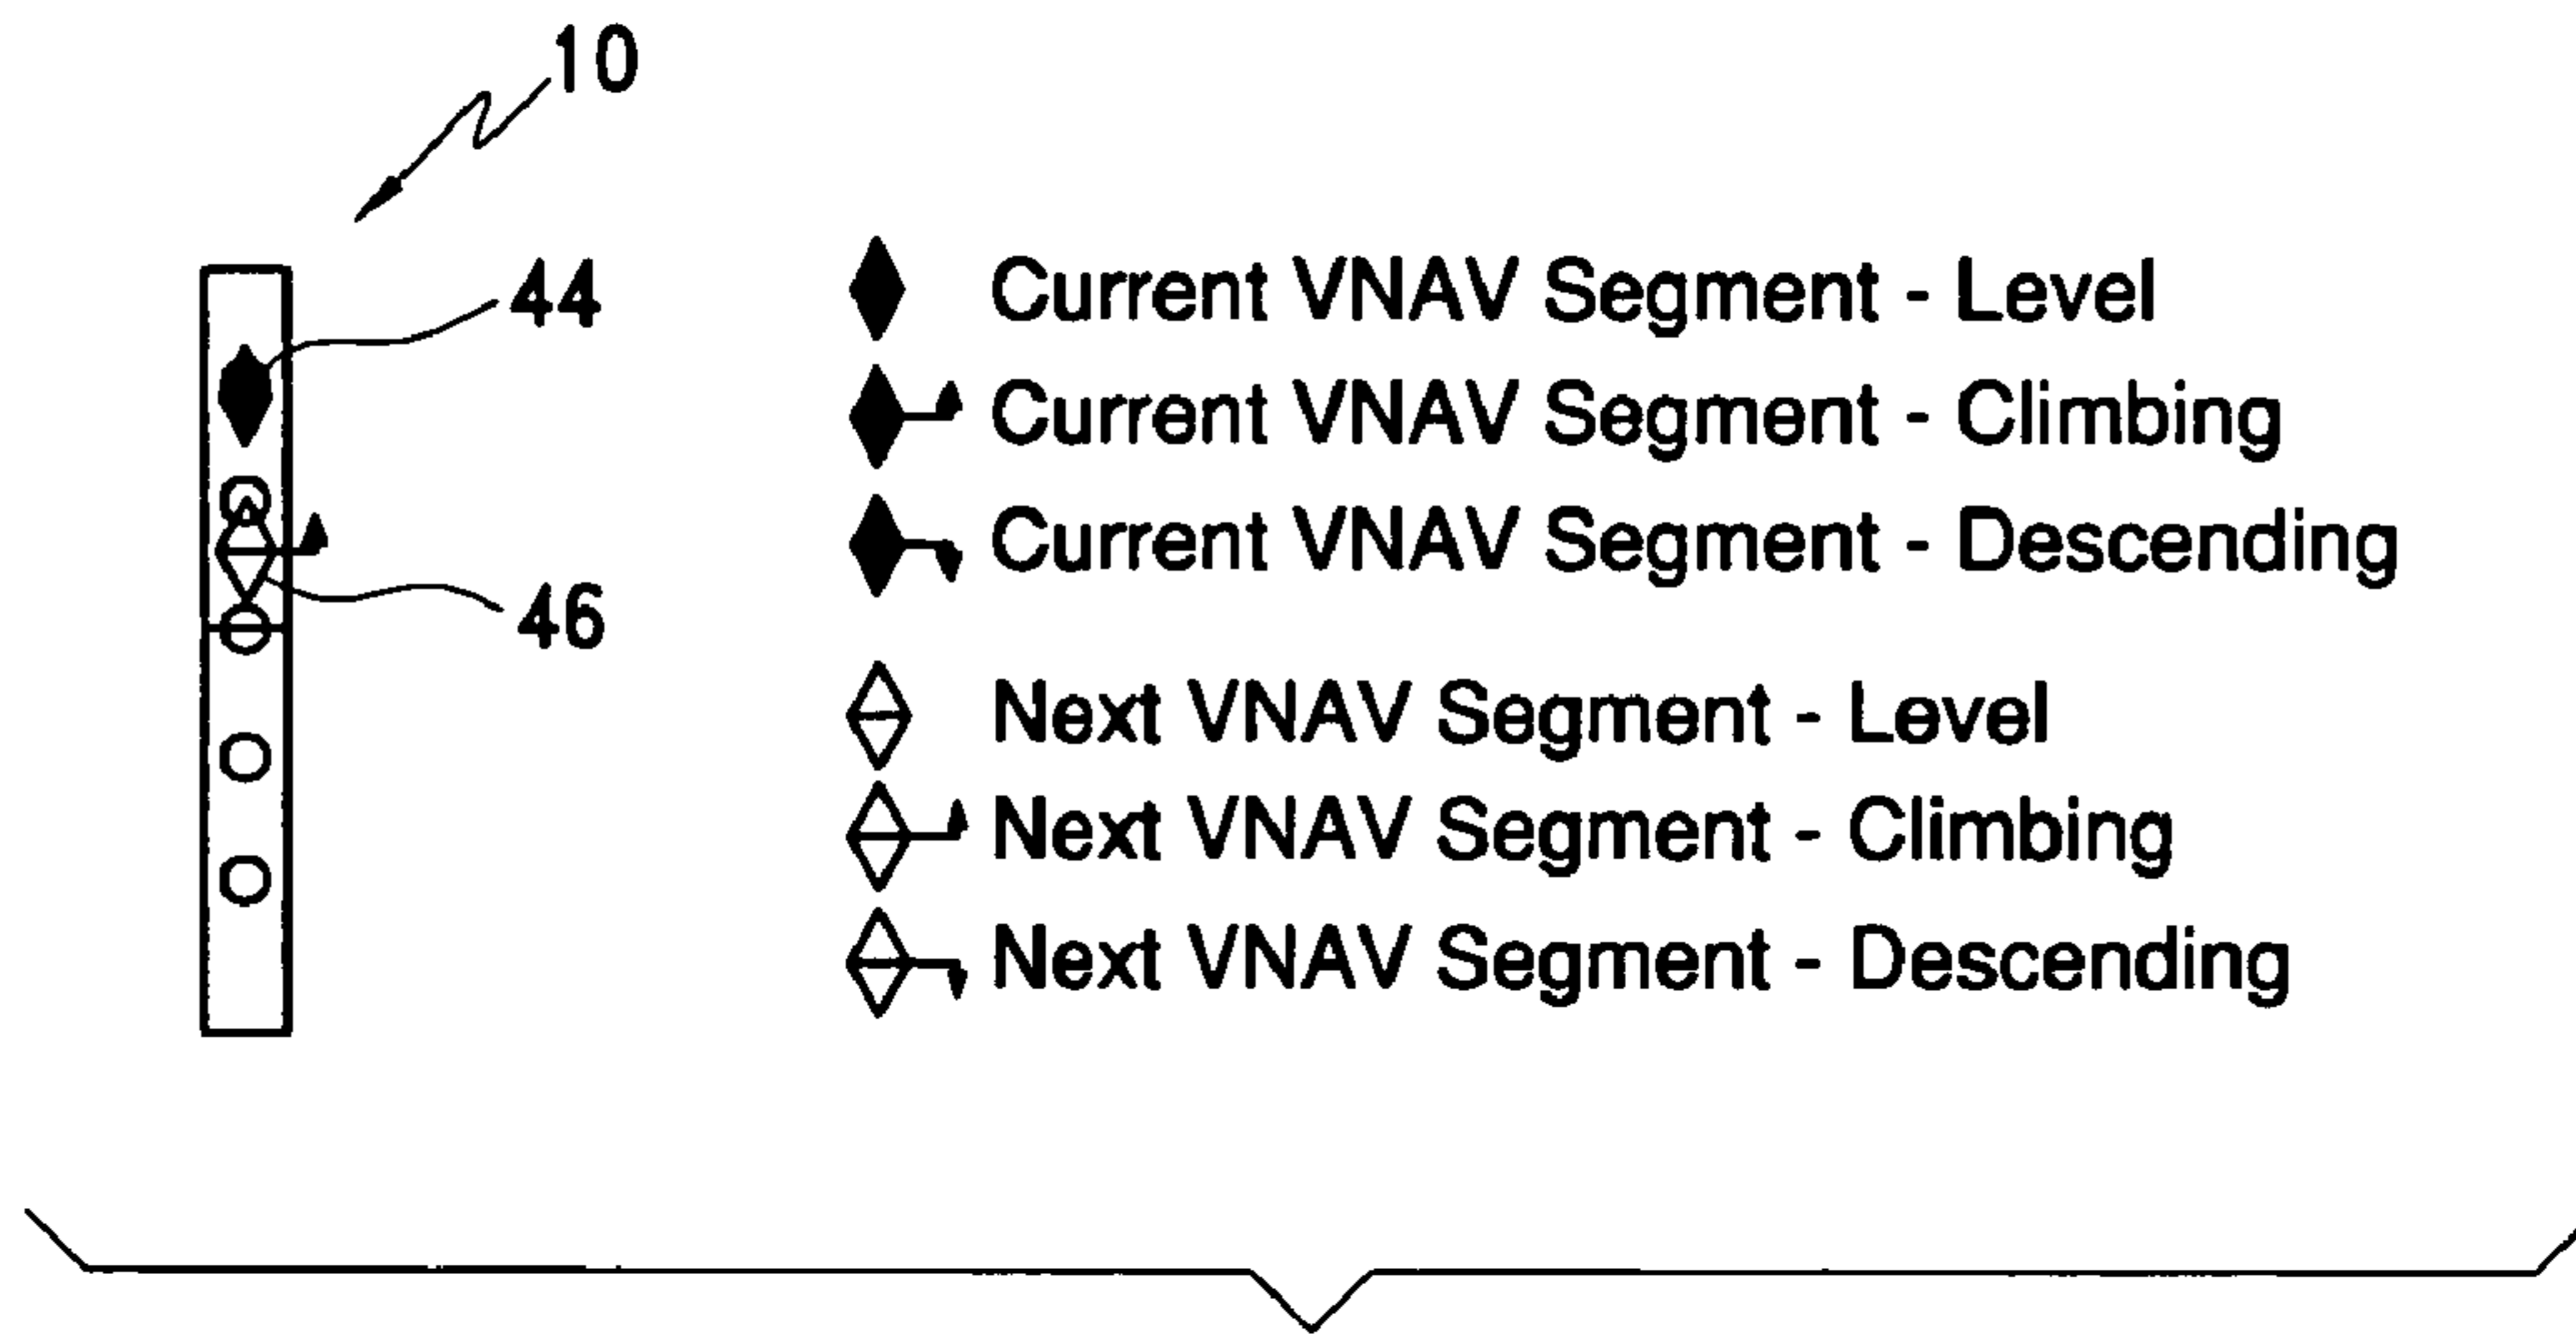 10
44
46
Current VNAV Segment - Level
Current VNAV Segment - Climbing
Current VNAV Segment - Descending
Next VNAV Segment - Level
Next VNAV Segment - Climbing
Next VNAV Segment - Descending